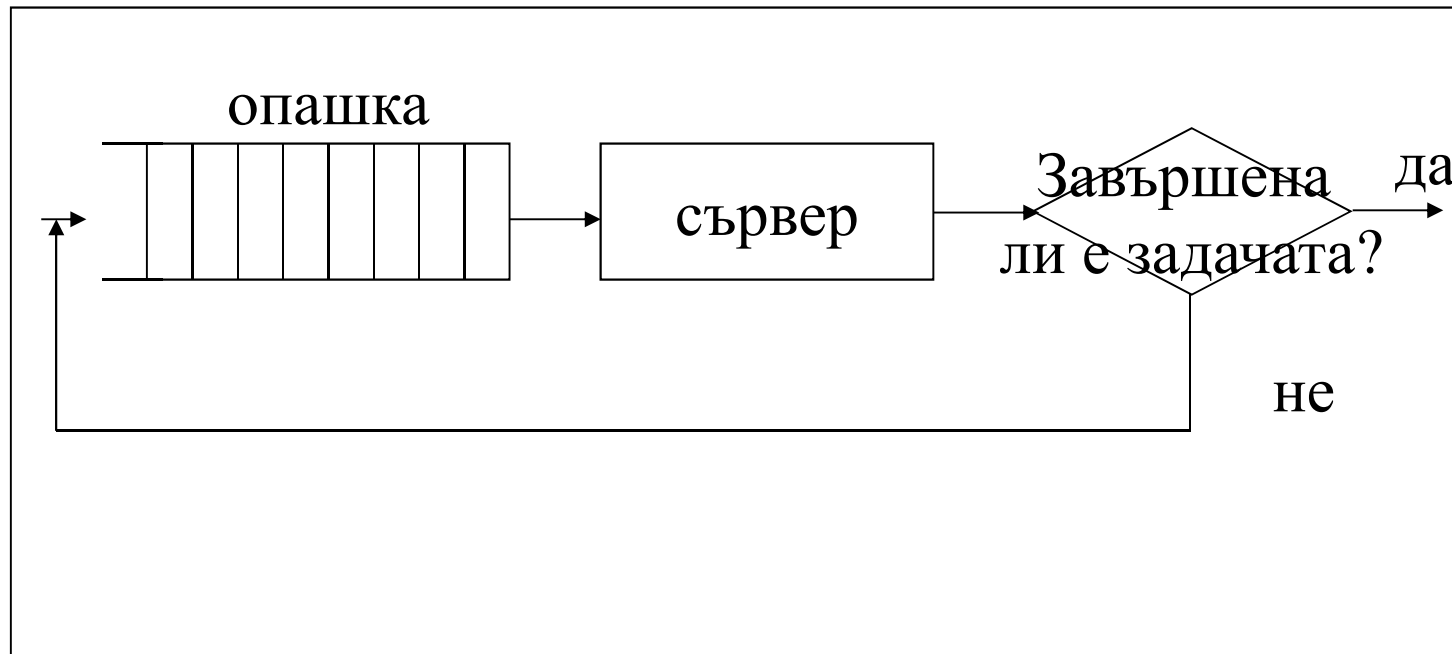 опашка
сървер
Завършена
ли е задачата?
да
не